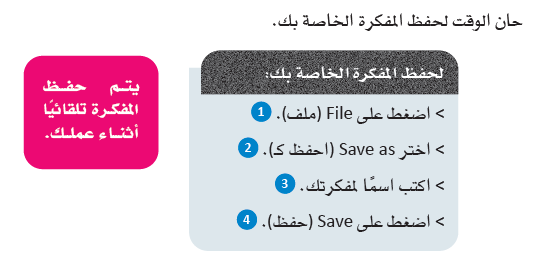 حان الوقت لحفظ المفكرة الخاصة بك.
لحفظ المفكرة الخاصة بك:
> اضغط على File (ملف). 1
> اختر Save as (احفظ كـ). 2
> اكتب اسمًا لمفكرتك. 3
> اضغط على Save (حفظ). 4
يتم حفظ
المفكرة تلقائيًا
أثناء عملك.